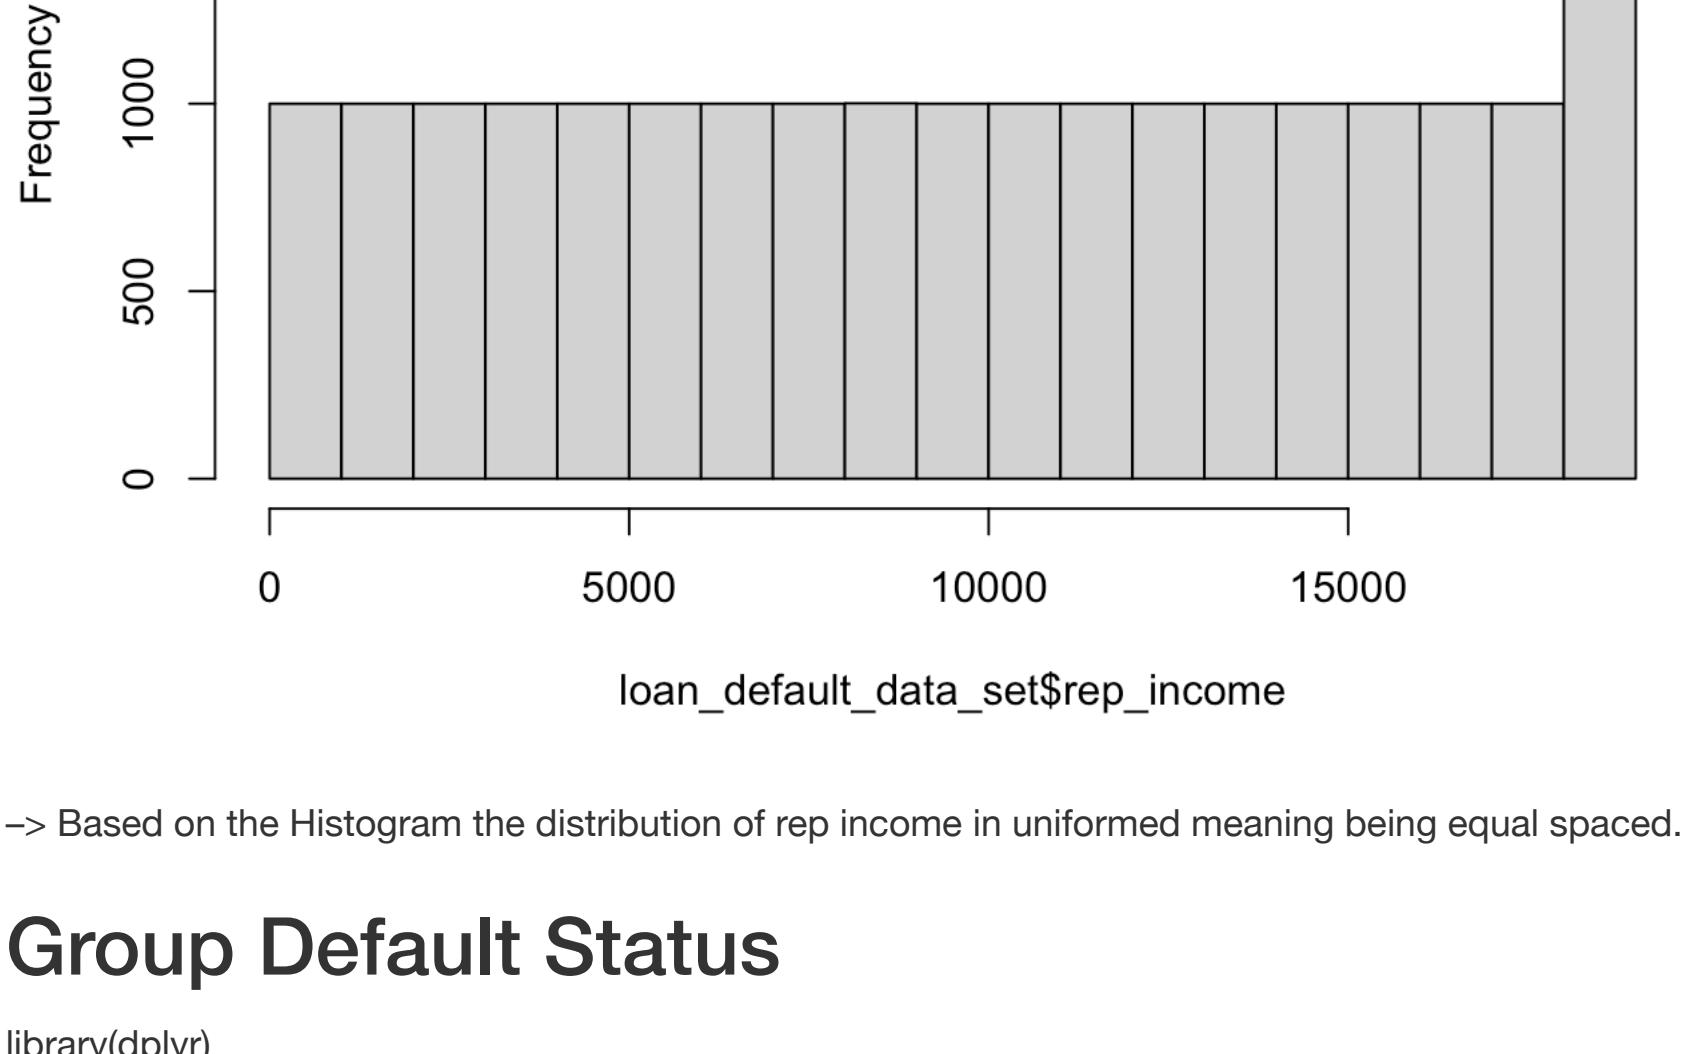 Frequency
1000
500
0
0 5000 10000 15000
loan_default_data_set$rep_income
–> Based on the Histogram the distribution of rep income in uniformed meaning being equal spaced.
Group Default Status
library(dplyr)